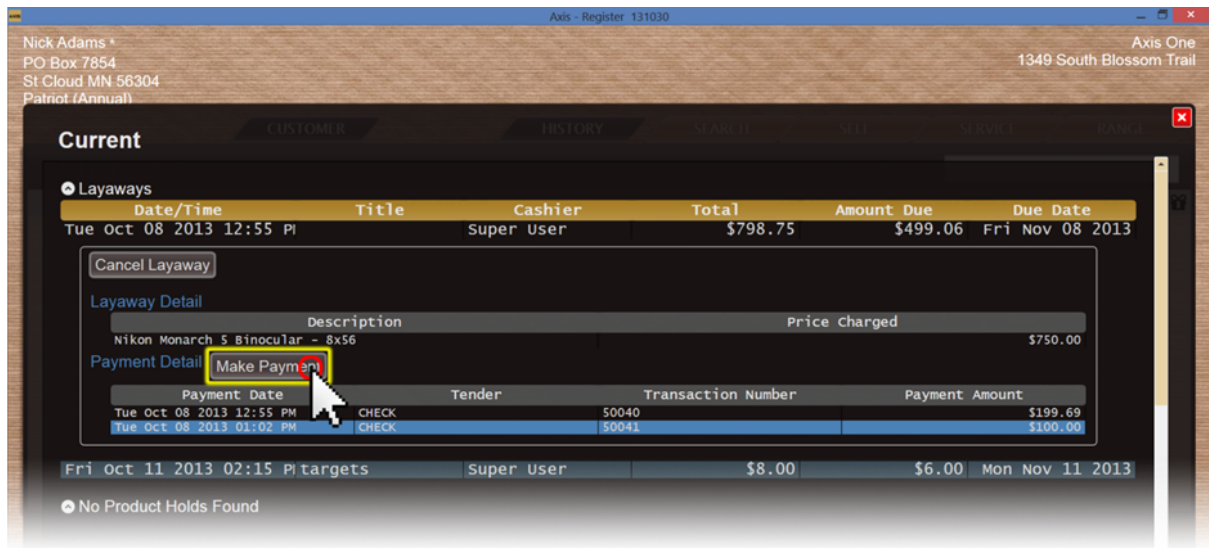 Axis - Register 131030
Nick Adams *
PO Box 7854
St Cloud MN 56304
Patriot (Annual)
Axis One
1349 South Blossom Trail
CUSTOMER HISTORY SEARCH SELL SERVICE RANGE
Current
Layaways
Date/Time Title Cashier Total Amount Due Due Date
Tue Oct 08 2013 12:55 PM Super User $798.75 $499.06 Fri Nov 08 2013
Cancel Layaway
Layaway Detail
Description Price Charged
Nikon Monarch 5 Binocular - 8x56 $750.00
Payment Detail Make Payment
Payment Date Tender Transaction Number Payment Amount
Tue Oct 08 2013 12:55 PM CHECK 50040 $199.69
Tue Oct 08 2013 01:02 PM CHECK 50041 $100.00
Fri Oct 11 2013 02:15 PM targets Super User $8.00 $6.00 Mon Nov 11 2013
No Product Holds Found